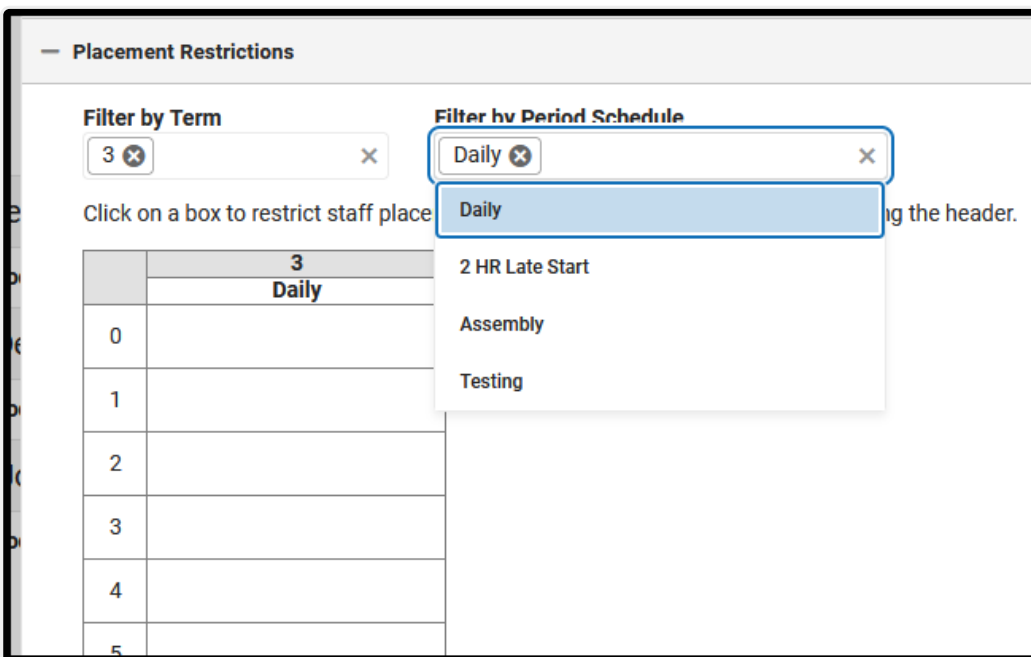 Placement Restrictions
Filter by Term
Filter by Period Schedule
3
Daily
Daily
2 HR Late Start
Assembly
Testing
Click on a box to restrict staff place
the header.
3
Daily
0
1
2
3
4
5